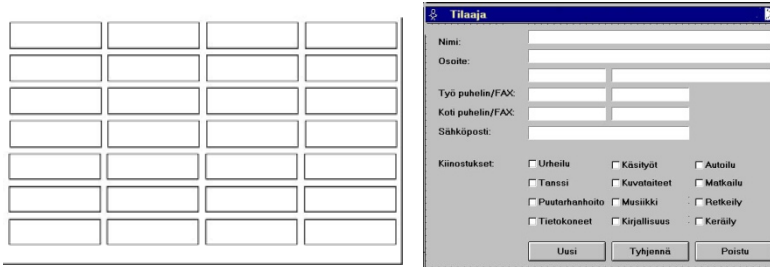 Tilaaja
Nimi:
Osoite:
Työ puhelin/FAX:
Koti puhelin/FAX:
Sähköposti:
Kiinostukset: Urheilu Käsityöt Autoilu
Tanssi Kuvataiteet Matkailu
Puutarhanhoito Musiikki Retkeily
Tietokoneet Kirjallisuus Keräily
Uusi Tyhjennä Poistu